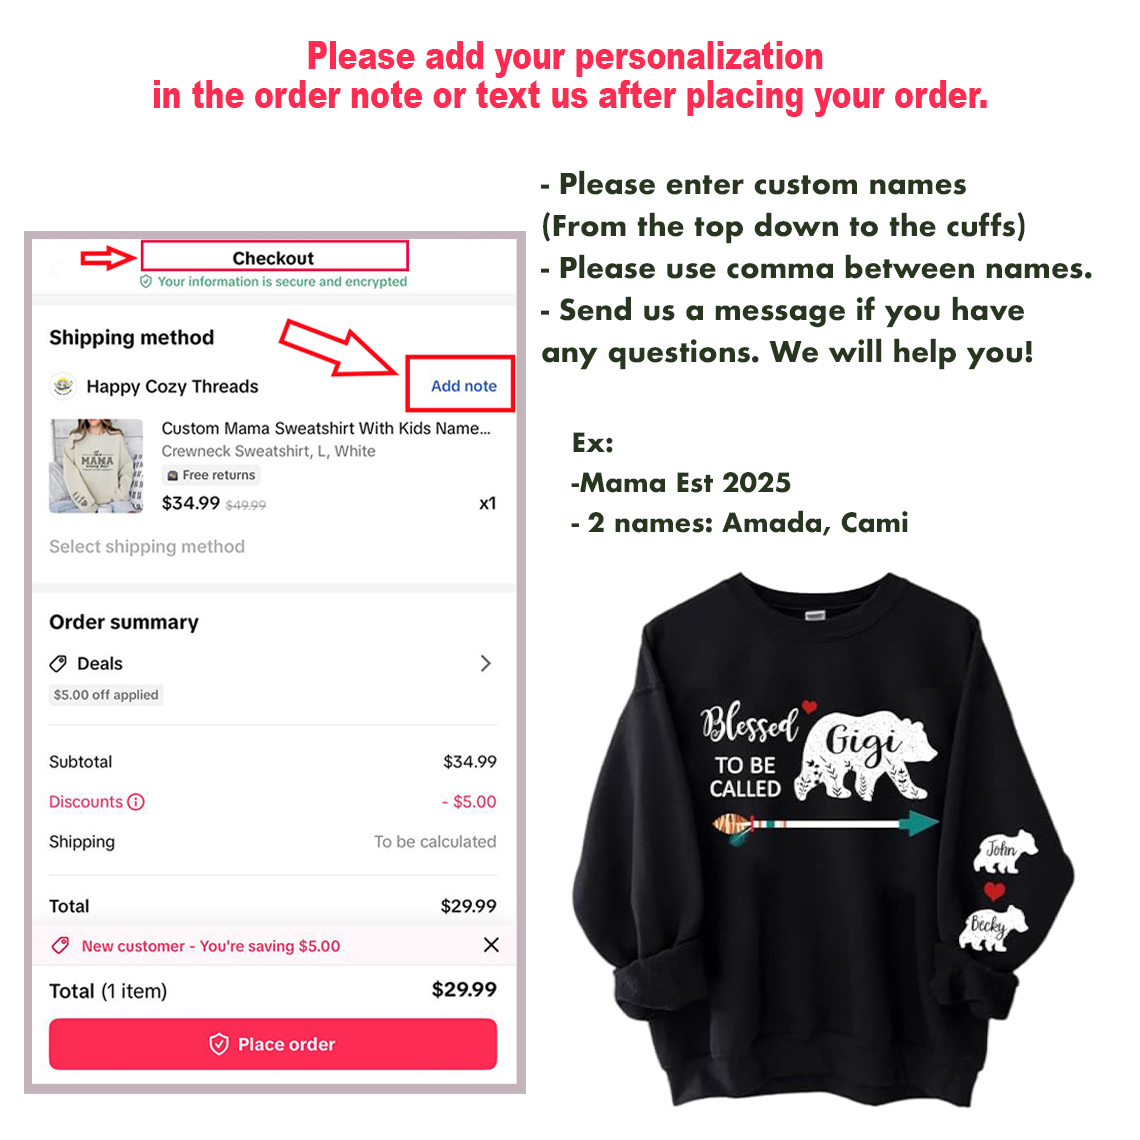 Please add your personalization
in the order note or text us after placing your order.
- Please enter custom names
(From the top down to the cuffs)
- Please use comma between names.
- Send us a message if you have
any questions. We will help you!
Ex:
-Mama Est 2025
- 2 names: Amada, Cami
Checkout
Your information is secure and encrypted
Shipping method
Happy Cozy Threads
Add note
Custom Mama Sweatshirt With Kids Name...
Crewneck Sweatshirt, L, White
Free returns
$34.99 $49.99
x1
MAMA
Select shipping method
Order summary
Deals
$5.00 off applied
Subtotal
$34.99
Discounts
- $5.00
Shipping
To be calculated
Total
$29.99
New customer - You're saving $5.00
Total (1 item)
$29.99
Place order
Blessed
TO BE
CALLED
Gigi
John
Becky